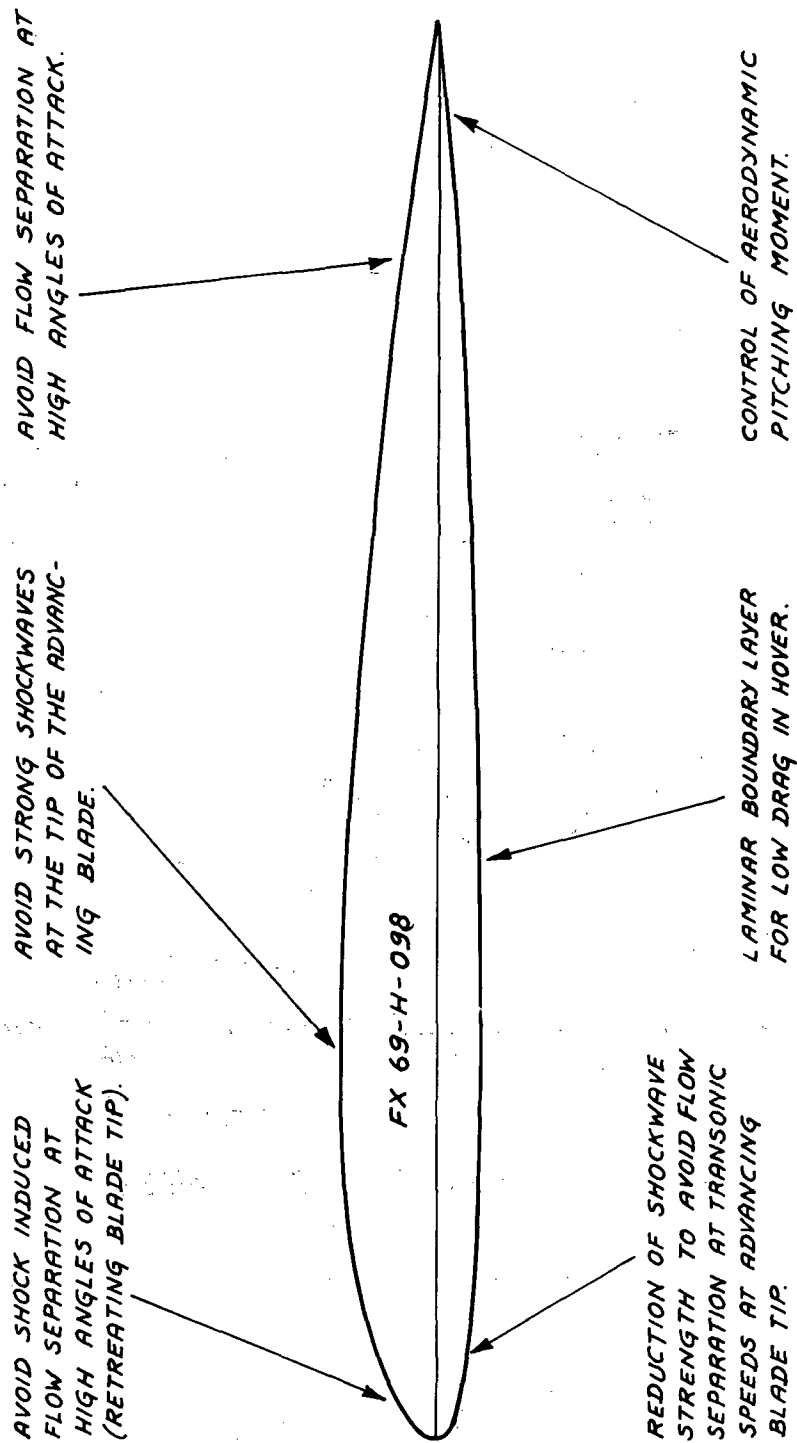 AVOID SHOCK INDUCED
FLOW SEPARATION AT
HIGH ANGLES OF ATTACK
(RETREATING BLADE TIP).
AVOID STRONG SHOCKWAVES
AT THE TIP OF THE ADVANC-
ING BLADE.
AVOID FLOW SEPARATION AT
HIGH ANGLES OF ATTACK.
FX 69-H-098
REDUCTION OF SHOCKWAVE
STRENGTH TO AVOID FLOW
SEPARATION AT TRANSONIC
SPEEDS AT ADVANCING
BLADE TIP.
LAMINAR BOUNDARY LAYER
FOR LOW DRAG IN HOVER.
CONTROL OF AERODYNAMIC
PITCHING MOMENT.